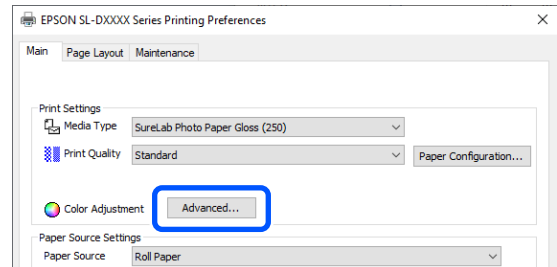 EPSON SL-DXXXX Series Printing Preferences
Main Page Layout Maintenance
Print Settings
Media Type SureLab Photo Paper Gloss (250)
Print Quality Standard Paper Configuration...
Color Adjustment Advanced...
Paper Source Settings
Paper Source Roll Paper